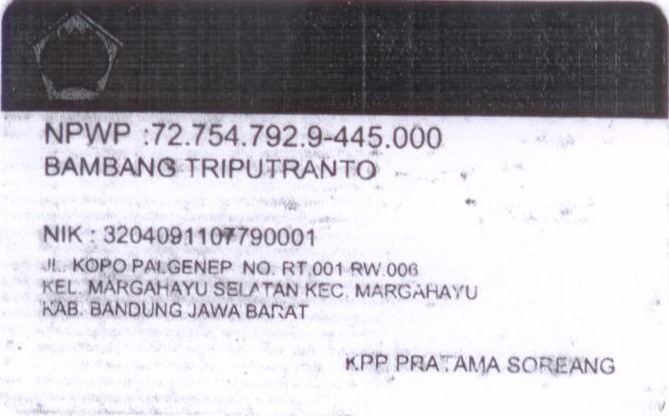 NPWP :72.754.792.9-445.000
BAMBANG TRIPUTRANTO
NIK : 3204091107790001
JL. KOPO PALGENEP NO. RT.001 RW.006
KEL. MARGAHAYU SELATAN KEC. MARGAHAYU
KAB. BANDUNG JAWA BARAT
KPP PRATAMA SOREANG